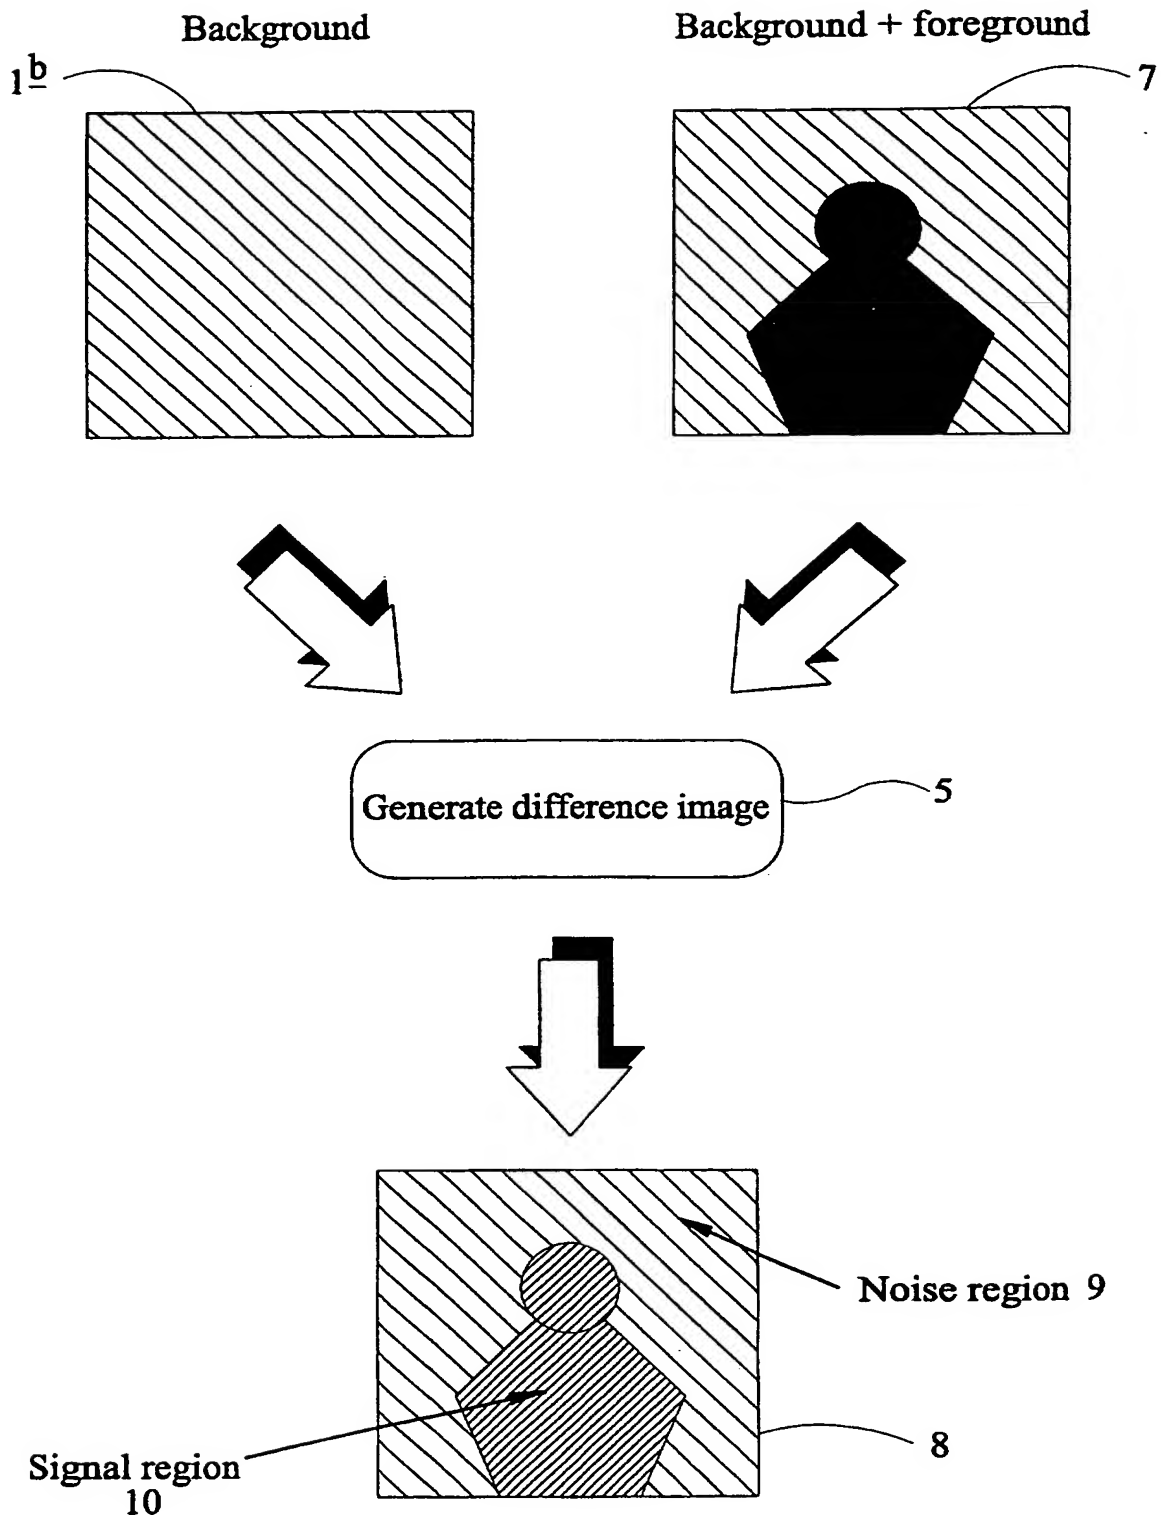 Background
Background + foreground
1b
7
Generate difference image
5
Noise region 9
8
Signal region
10